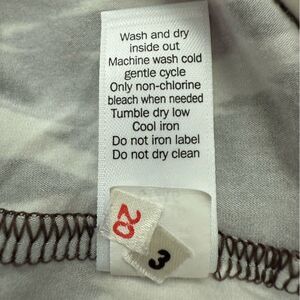 Wash and dry
inside out
Machine wash cold
gentle cycle
Only non-chlorine
bleach when needed
Tumble dry low
Cool iron
Do not iron label
Do not dry clean
20
3